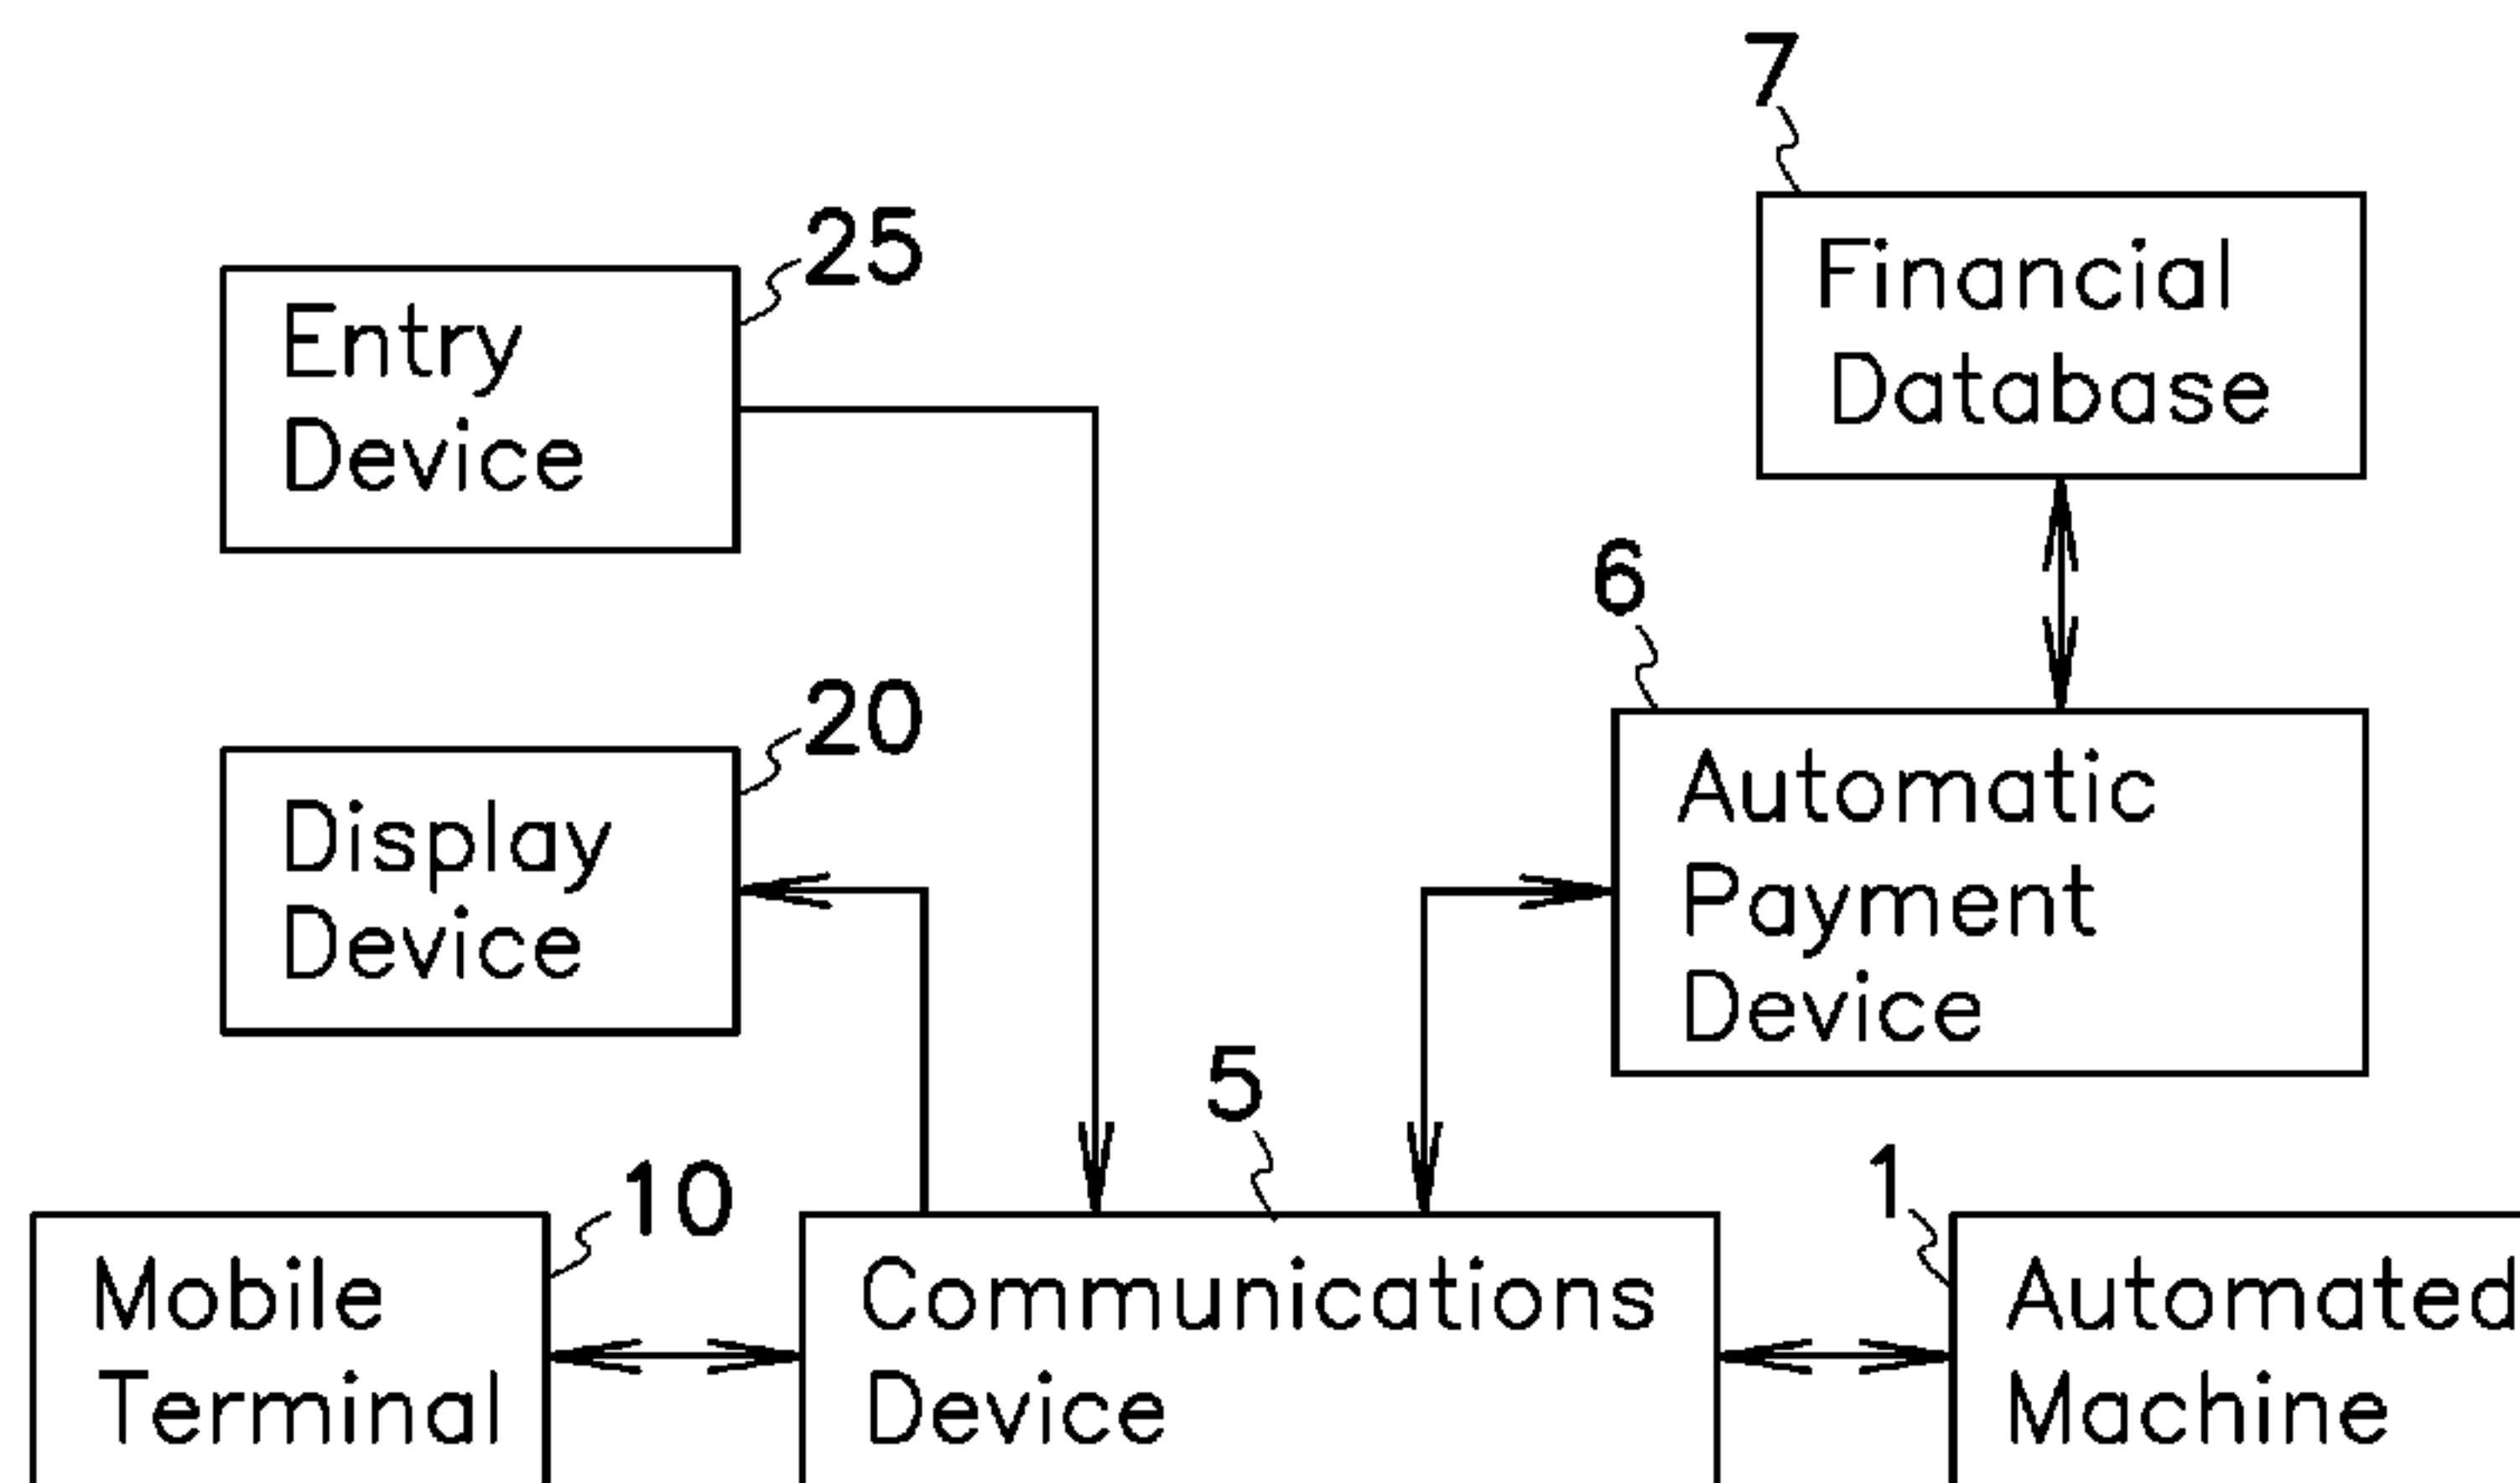 7
Financial
Database
25
Entry
Device
6
Automatic
Payment
Device
20
Display
Device
5
Communications
Device
10
Mobile
Terminal
1
Automated
Machine